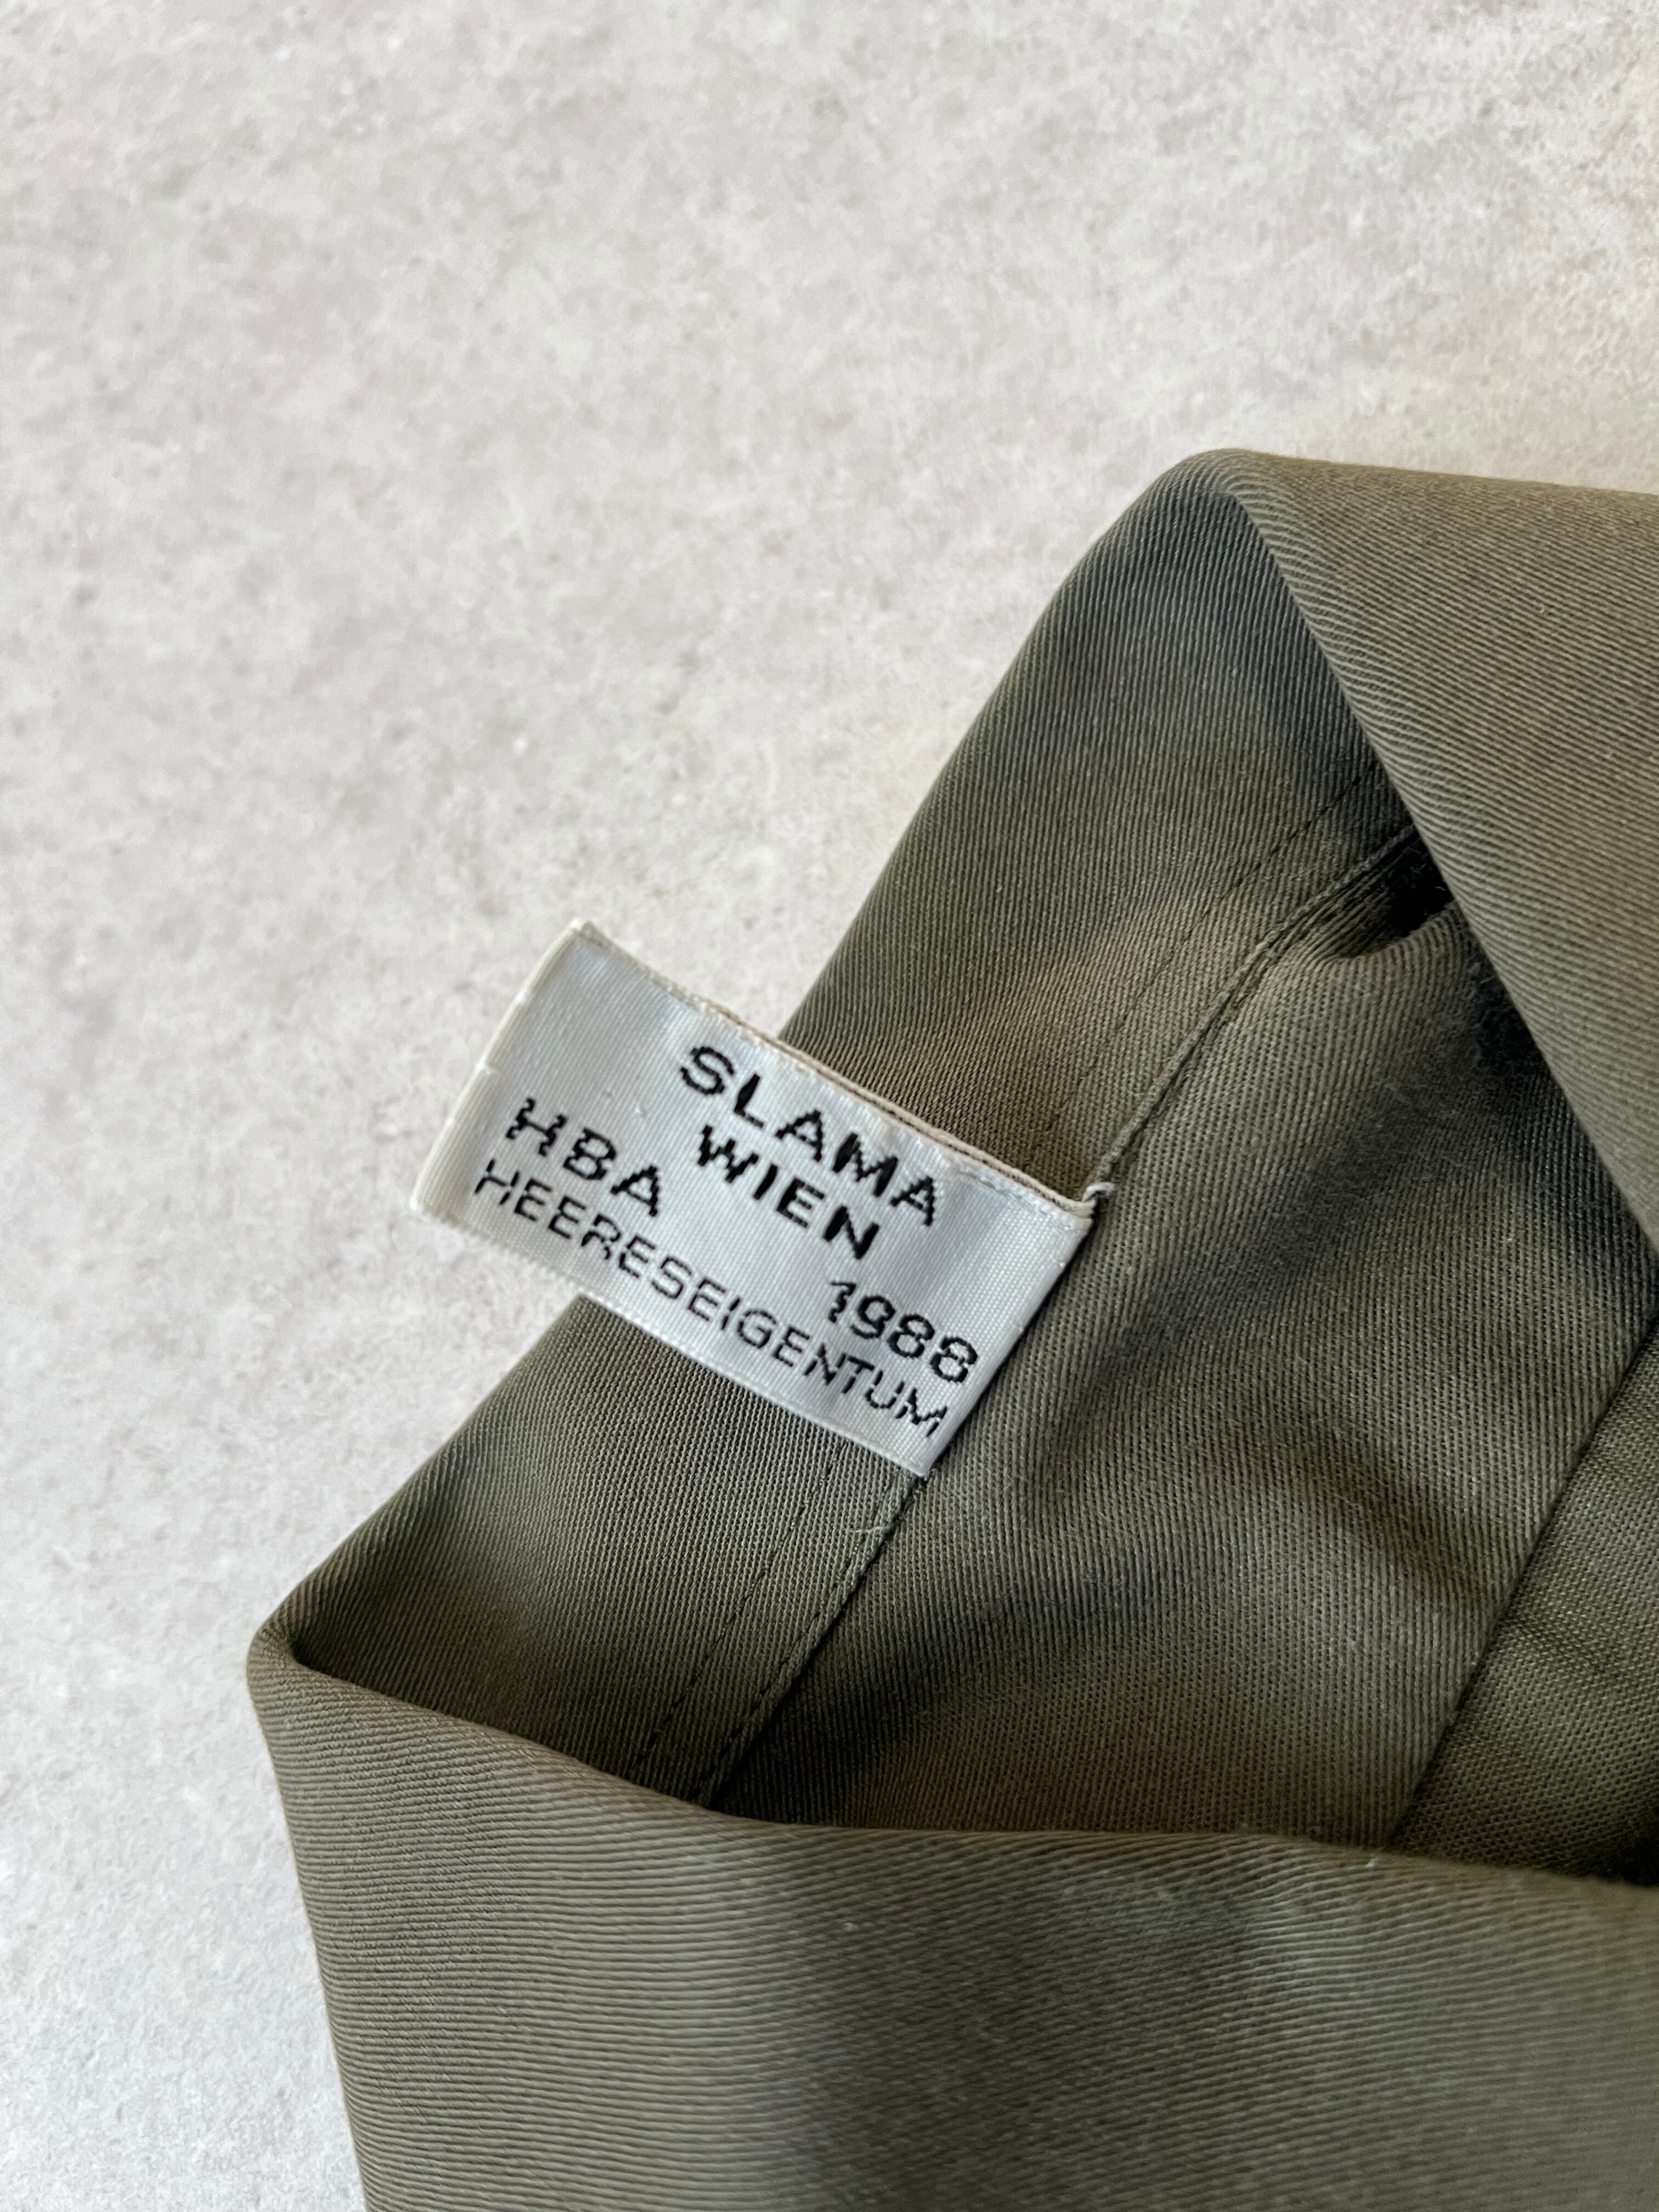 SLAMA
WIEN
HBA 1988
HEERESEIGENTUM